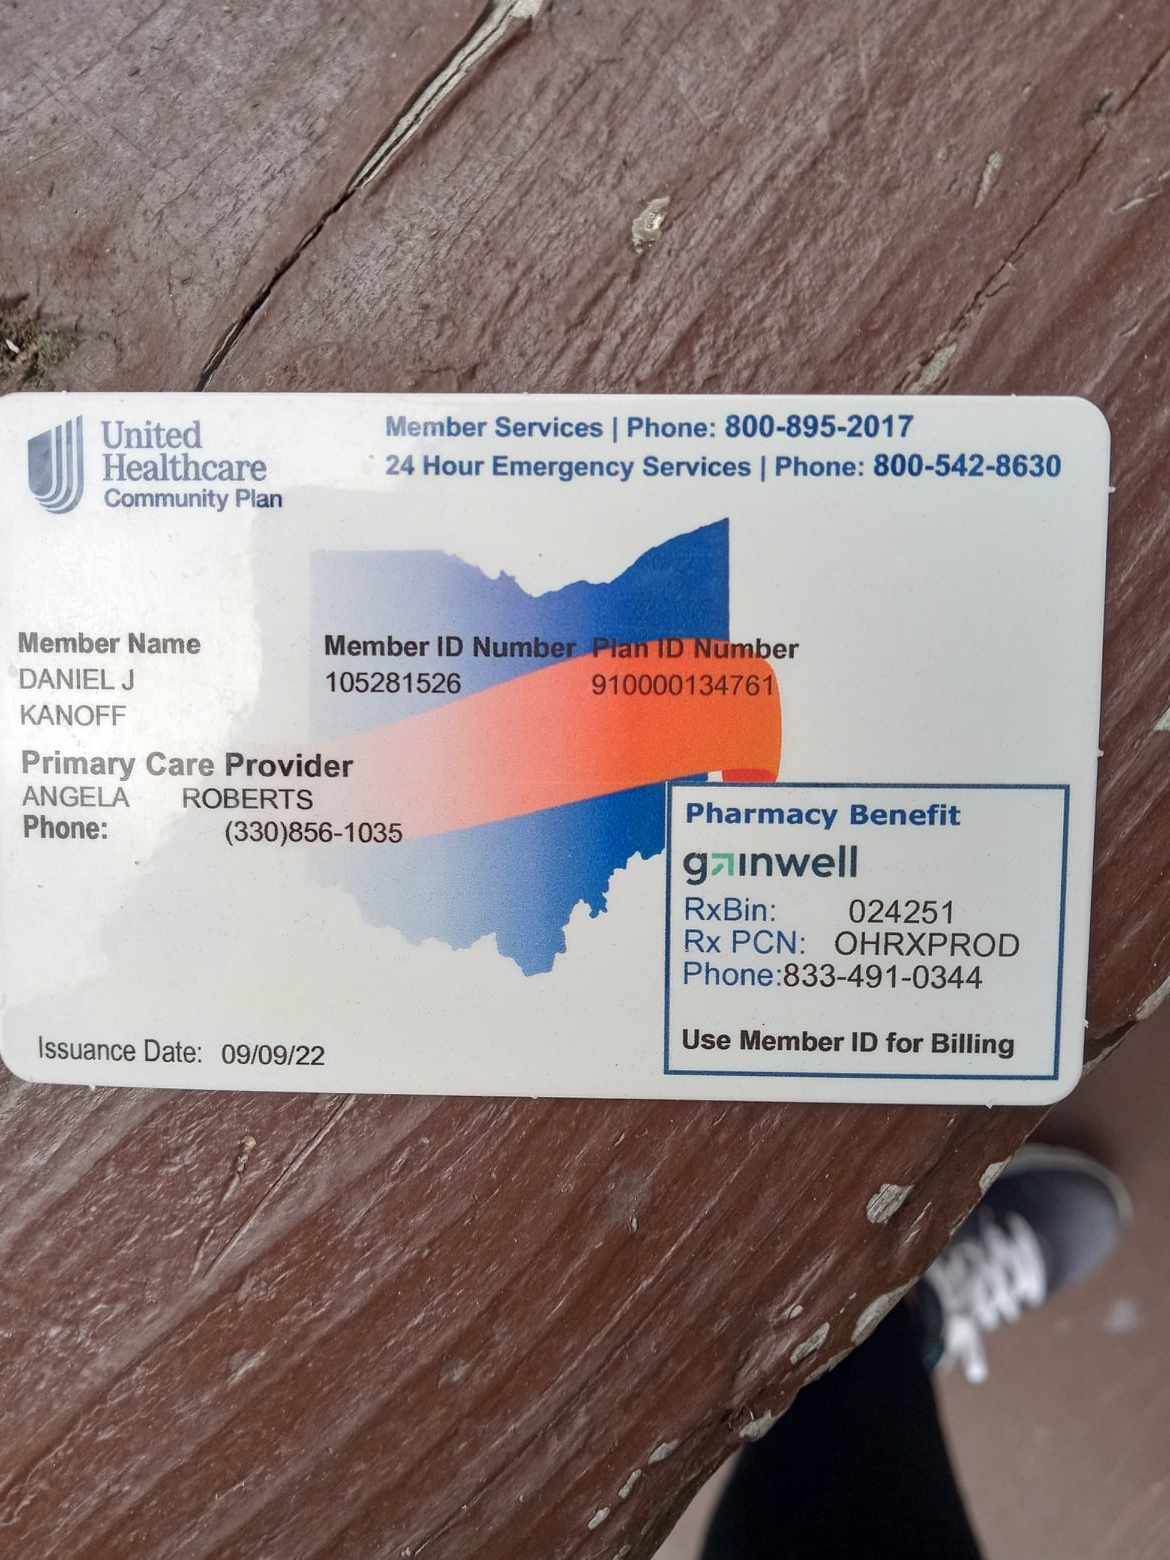 United
Healthcare
Community Plan
Member Services | Phone: 800-895-2017
24 Hour Emergency Services | Phone: 800-542-8630
Member Name
DANIEL J
KANOFF
Member ID Number Plan ID Number
105281526 910000134761
Primary Care Provider
ANGELA ROBERTS
Phone: (330)856-1035
Pharmacy Benefit
gainwell
RxBin: 024251
Rx PCN: OHRXPROD
Phone:833-491-0344
Use Member ID for Billing
Issuance Date: 09/09/22